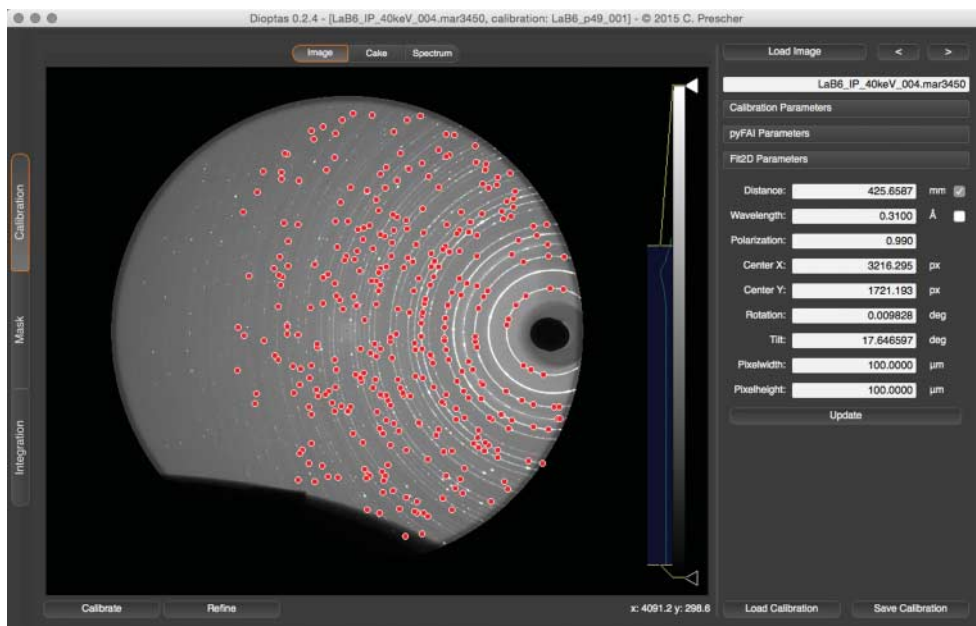 Dioptas 0.2.4 - [LaB6_IP_40keV_004.mar3450, calibration: LaB6_p49_001] - © 2015 C. Prescher
Image Cake Spectrum
Load Image < >
LaB6_IP_40keV_004.mar3450
Calibration Parameters
pyFAI Parameters
Fit2D Parameters
Distance: 425.6587 mm
Wavelength: 0.3100 Å
Polarization: 0.990
Center X: 3216.295 px
Center Y: 1721.193 px
Rotation: 0.009828 deg
Tilt: 17.646597 deg
Pixelwidth: 100.0000 µm
Pixelheight: 100.0000 µm
Update
Calibration
Mask
Integration
Calibrate Refine x: 4091.2 y: 298.6 Load Calibration Save Calibration